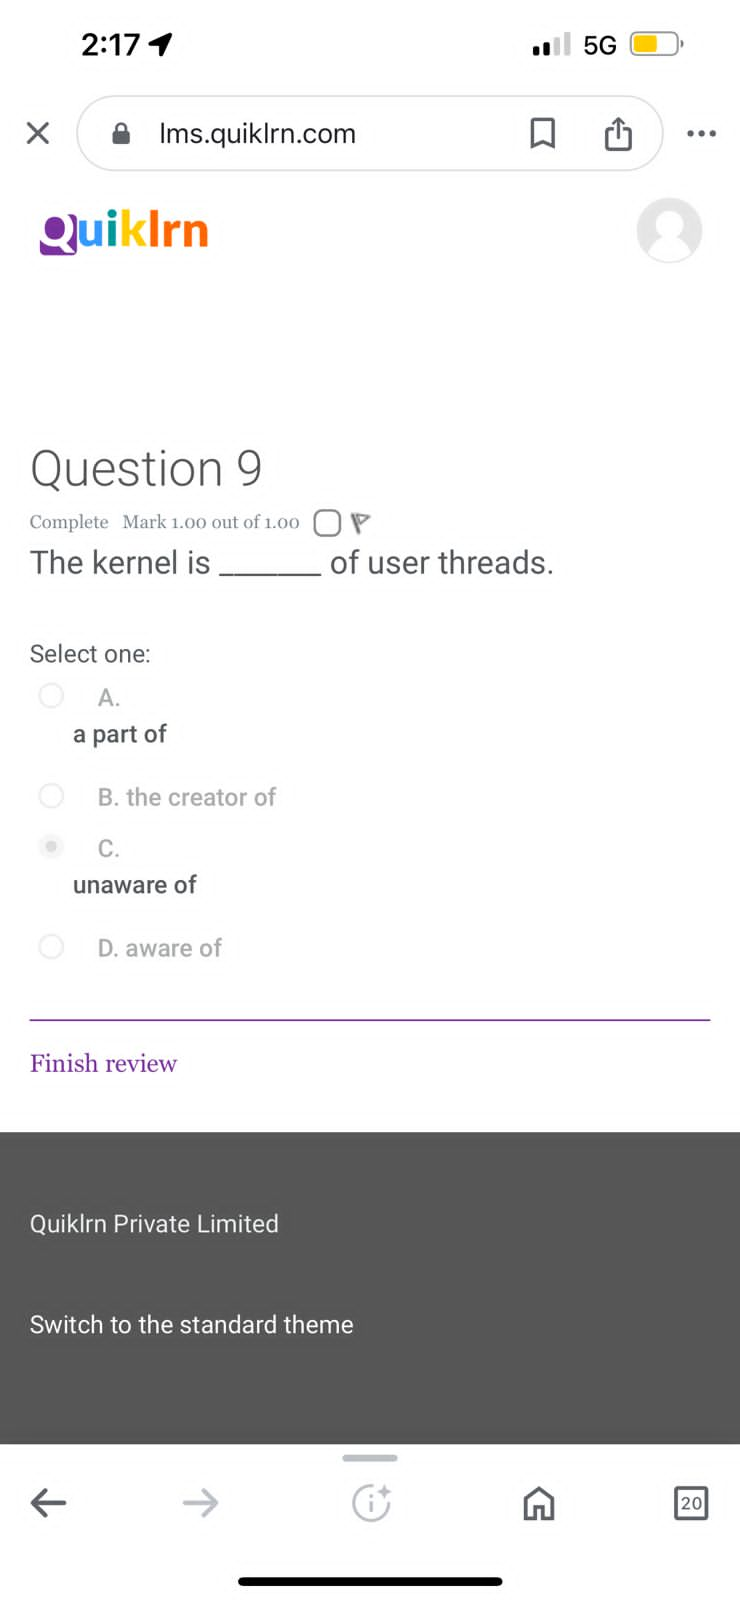 2:17
5G
lms.quiklrn.com
Quiklrn
Question 9
Complete Mark 1.00 out of 1.00
The kernel is _______ of user threads.
Select one:
A.
a part of
B. the creator of
C.
unaware of
D. aware of
Finish review
Quiklrn Private Limited
Switch to the standard theme
20